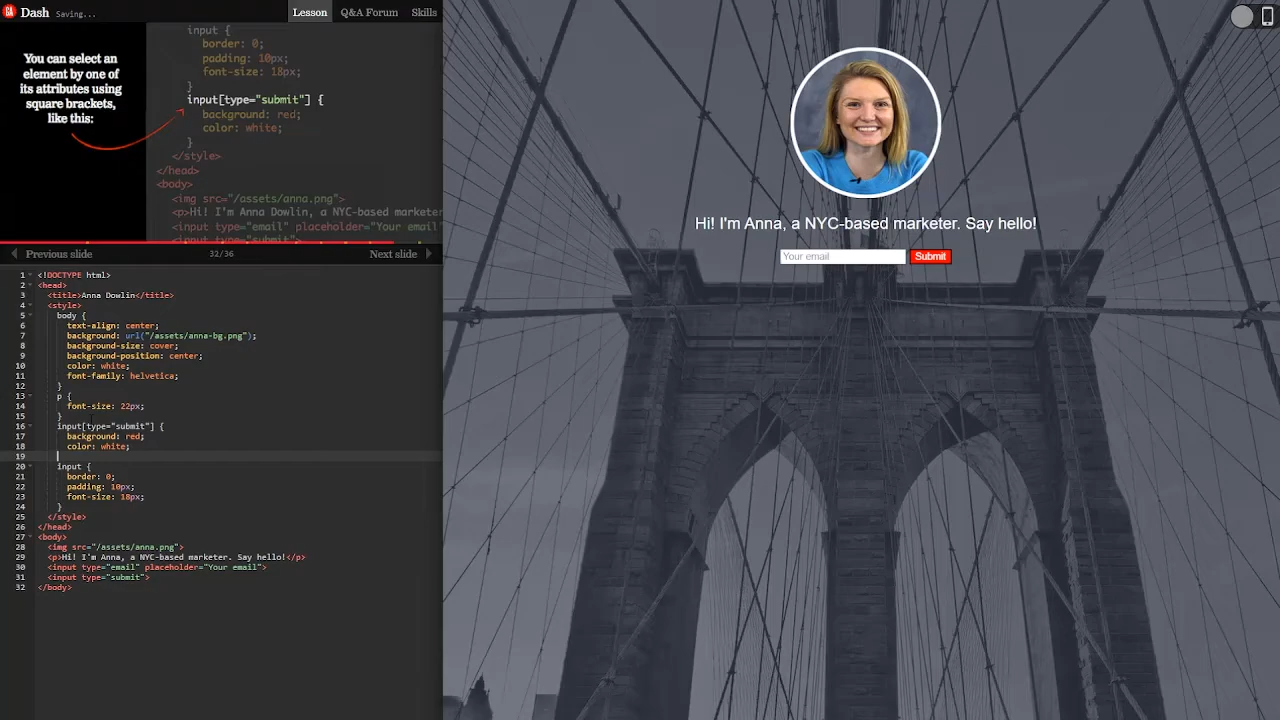 GA Dash Saving...
Lesson Q&A Forum Skills
You can select an
element by one of
its attributes using
square brackets,
like this:
input {
border: 0;
padding: 10px;
font-size: 18px;
}
input[type="submit"] {
background: red;
color: white;
}
</style>
</head>
<body>
<img src="/assets/anna.png">
<p>Hi! I'm Anna Dowlin, a NYC-based marketer
<input type="email" placeholder="Your email"
<input type="submit">
Previous slide 32/36 Next slide
1 <!DOCTYPE html>
2 <head>
3 <title>Anna Dowlin</title>
4 <style>
5 body {
6 text-align: center;
7 background: url("/assets/anna-bg.png");
8 background-size: cover;
9 background-position: center;
10 color: white;
11 font-family: helvetica;
12 }
13 p {
14 font-size: 22px;
15 }
16 input[type="submit"] {
17 background: red;
18 color: white;
19
20 input {
21 border: 0;
22 padding: 10px;
23 font-size: 18px;
24 }
25 </style>
26 </head>
27 <body>
28 <img src="/assets/anna.png">
29 <p>Hi! I'm Anna, a NYC-based marketer. Say hello!</p>
30 <input type="email" placeholder="Your email">
31 <input type="submit">
32 </body>
Hi! I'm Anna, a NYC-based marketer. Say hello!
Your email Submit